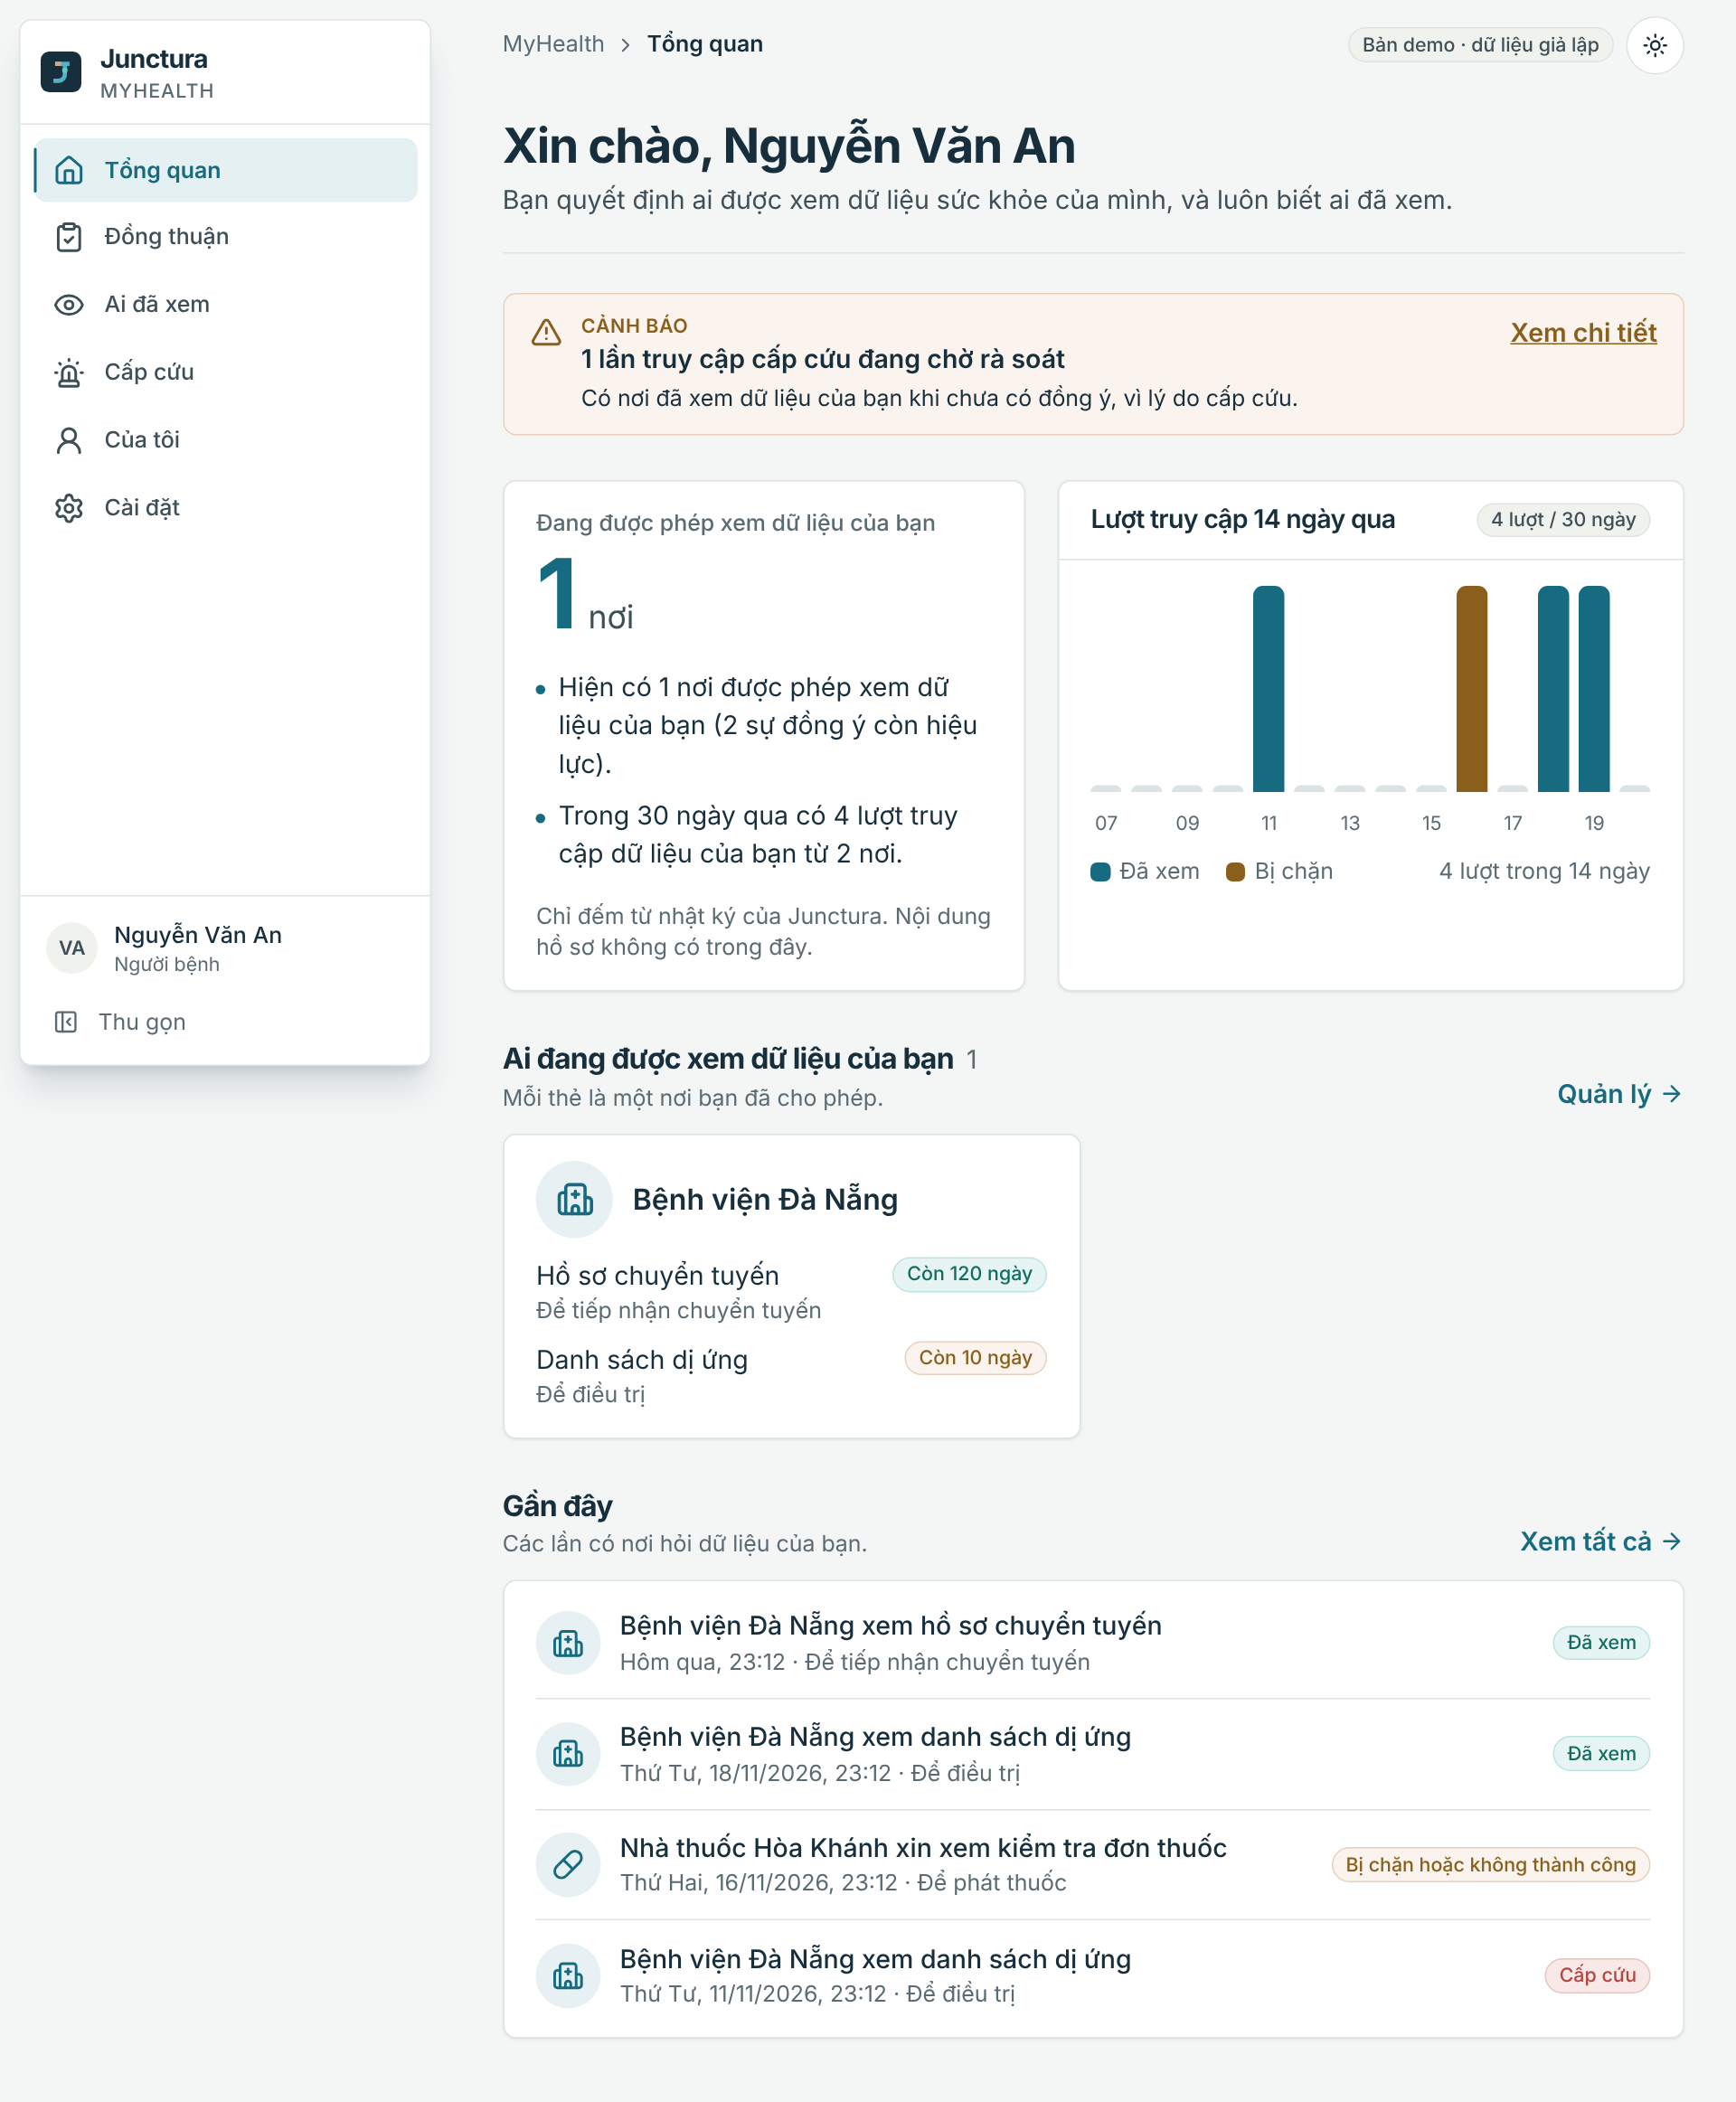 Junctura
MYHEALTH
Tổng quan
Đồng thuận
Ai đã xem
Cấp cứu
Của tôi
Cài đặt
VA
Nguyễn Văn An
Người bệnh
Thu gọn
MyHealth > Tổng quan
Bản demo · dữ liệu giả lập
Xin chào, Nguyễn Văn An
Bạn quyết định ai được xem dữ liệu sức khỏe của mình, và luôn biết ai đã xem.
CẢNH BÁO
1 lần truy cập cấp cứu đang chờ rà soát
Có nơi đã xem dữ liệu của bạn khi chưa có đồng ý, vì lý do cấp cứu.
Xem chi tiết
Đang được phép xem dữ liệu của bạn
1 nơi
Hiện có 1 nơi được phép xem dữ
liệu của bạn (2 sự đồng ý còn hiệu
lực).
Trong 30 ngày qua có 4 lượt truy
cập dữ liệu của bạn từ 2 nơi.
Chỉ đếm từ nhật ký của Junctura. Nội dung
hồ sơ không có trong đây.
Lượt truy cập 14 ngày qua
4 lượt / 30 ngày
07 09 11 13 15 17 19
Đã xem Bị chặn 4 lượt trong 14 ngày
Ai đang được xem dữ liệu của bạn 1
Mỗi thẻ là một nơi bạn đã cho phép.
Quản lý →
Bệnh viện Đà Nẵng
Hồ sơ chuyển tuyến
Còn 120 ngày
Để tiếp nhận chuyển tuyến
Danh sách dị ứng
Còn 10 ngày
Để điều trị
Gần đây
Các lần có nơi hỏi dữ liệu của bạn.
Xem tất cả →
Bệnh viện Đà Nẵng xem hồ sơ chuyển tuyến
Hôm qua, 23:12 · Để tiếp nhận chuyển tuyến
Đã xem
Bệnh viện Đà Nẵng xem danh sách dị ứng
Thứ Tư, 18/11/2026, 23:12 · Để điều trị
Đã xem
Nhà thuốc Hòa Khánh xin xem kiểm tra đơn thuốc
Thứ Hai, 16/11/2026, 23:12 · Để phát thuốc
Bị chặn hoặc không thành công
Bệnh viện Đà Nẵng xem danh sách dị ứng
Thứ Tư, 11/11/2026, 23:12 · Để điều trị
Cấp cứu